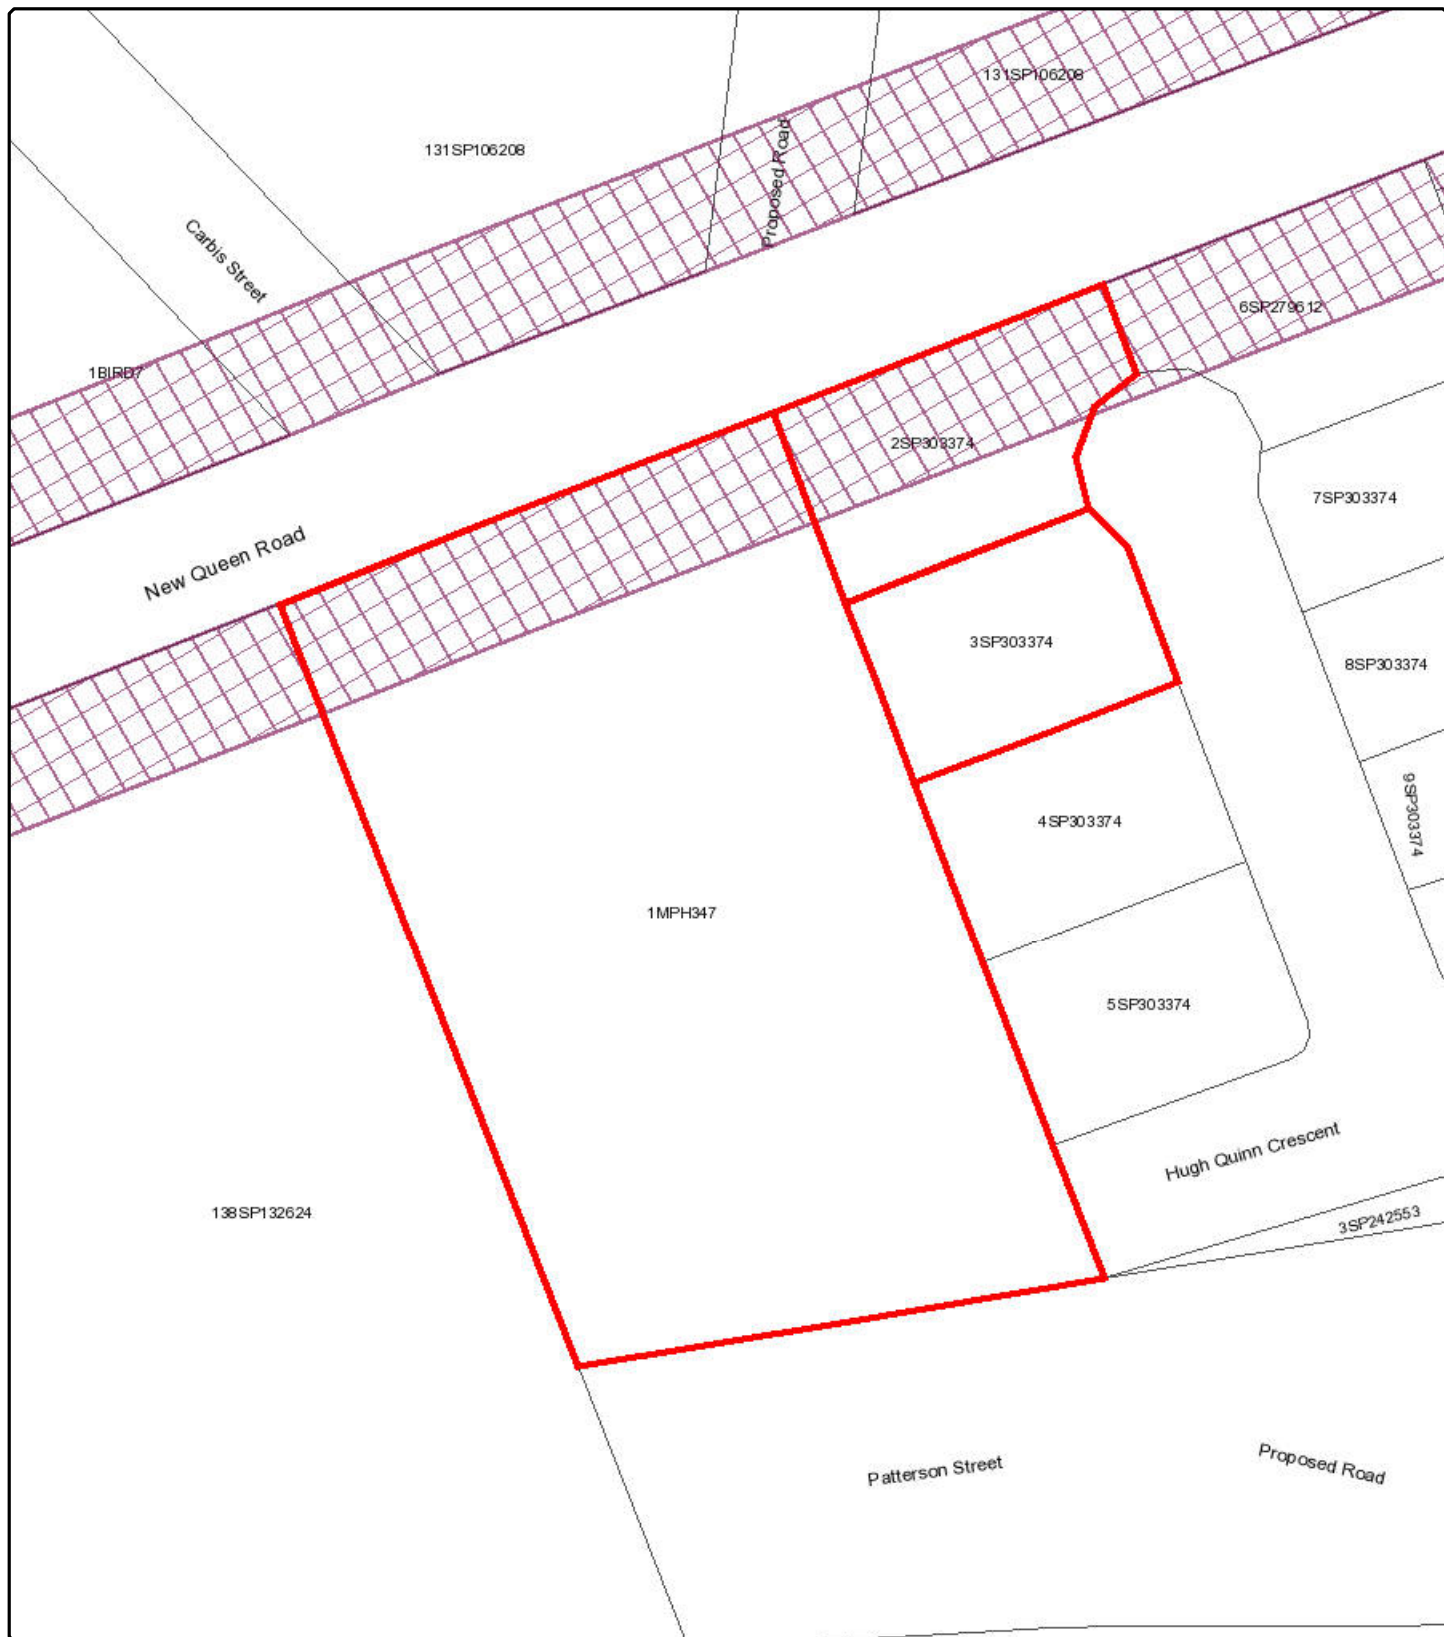 131SP106208
131SP106208
Proposed Road
Carbis Street
6SP279612
1BIRD7
2SP303374
7SP303374
New Queen Road
3SP303374
8SP303374
9SP303374
4SP303374
1MPH347
5SP303374
Hugh Quinn Crescent
138SP132624
3SP242553
Patterson Street
Proposed Road